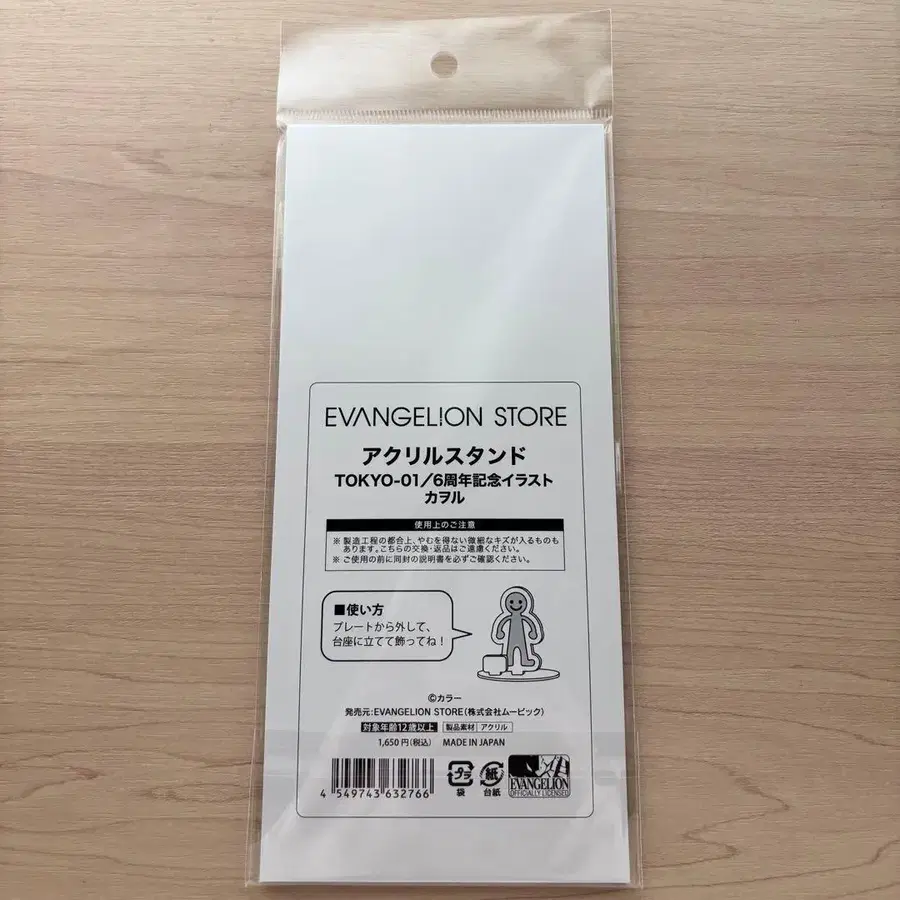 EVANGELION STORE
アクリルスタンド
TOKYO-01/6周年記念イラスト
カヲル
使用上のご注意
※ 製造工程の都合上、やむを得ない微細なキズが入るものも
あります。こちらの交換・返品はご遠慮ください。
※ ご使用の前に同封の説明書を必ずご確認ください。
■使い方
プレートから外して、
台座に立てて飾ってね!
©カラー
発売元:EVANGELION STORE(株式会社ムービック)
対象年齢12歳以上 製品素材 アクリル
1,650円(税込) MADE IN JAPAN
4 549743 632766
プラ 袋
紙 台紙
EVANGELION
OFFICIALLY LICENSED